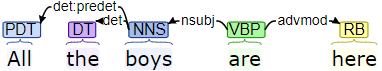 det:predet
det nsubj advmod
PDT DT NNS VBP RB
All the boys are here